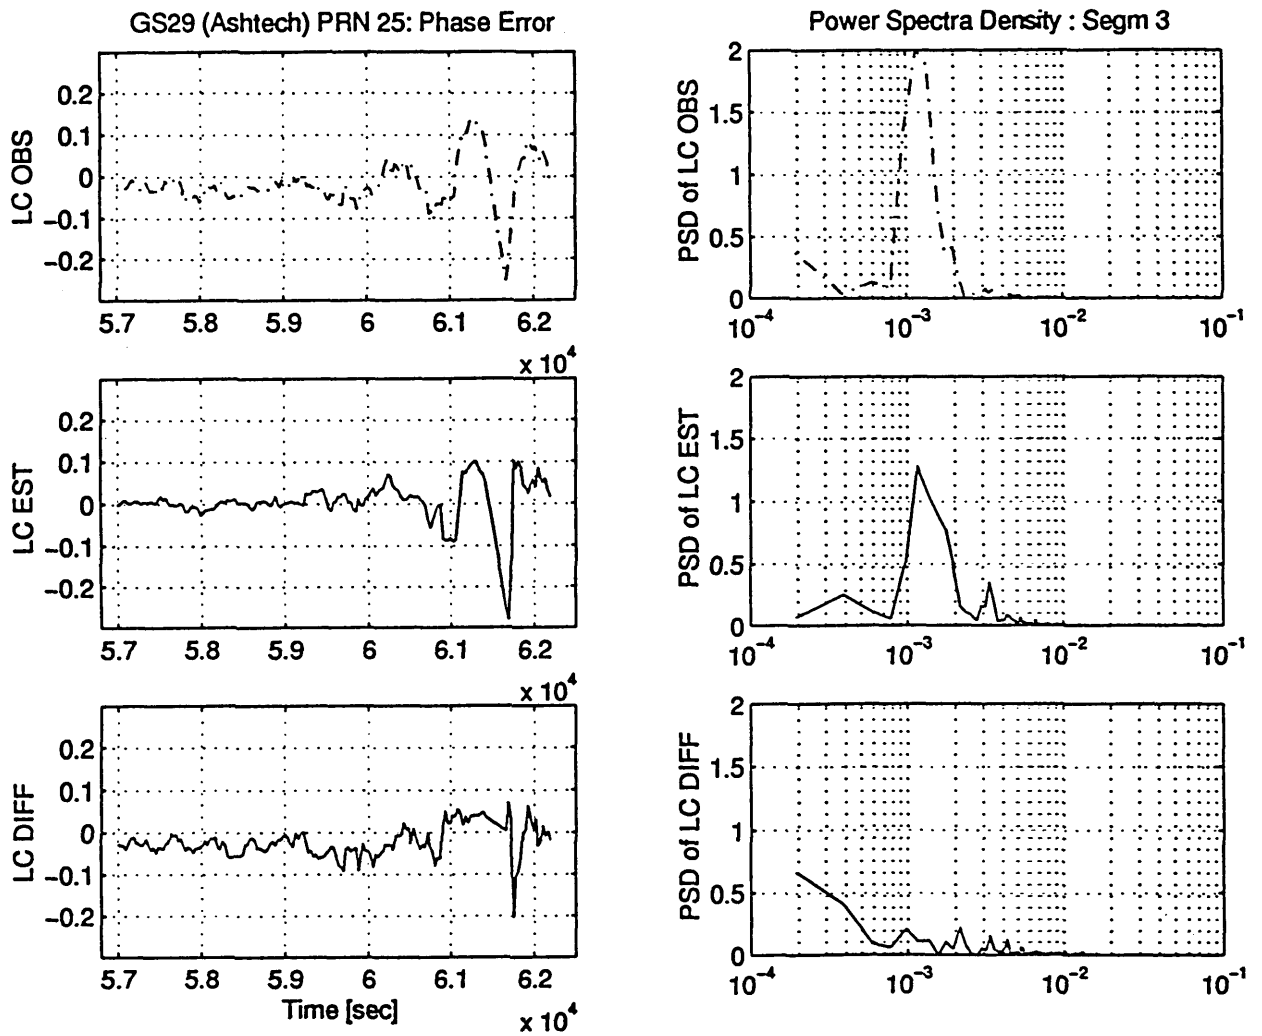 GS29 (Ashtech) PRN 25: Phase Error
LC OBS
0.2
0.1
0
−0.1
−0.2
5.7 5.8 5.9 6 6.1 6.2
x 10^4
LC EST
0.2
0.1
0
−0.1
−0.2
5.7 5.8 5.9 6 6.1 6.2
x 10^4
LC DIFF
0.2
0.1
0
−0.1
−0.2
5.7 5.8 5.9 6 6.1 6.2
Time [sec]
x 10^4
Power Spectra Density : Segm 3
PSD of LC OBS
2
1.5
1
0.5
0
10^−4 10^−3 10^−2 10^−1
PSD of LC EST
2
1.5
1
0.5
0
10^−4 10^−3 10^−2 10^−1
PSD of LC DIFF
2
1.5
1
0.5
0
10^−4 10^−3 10^−2 10^−1